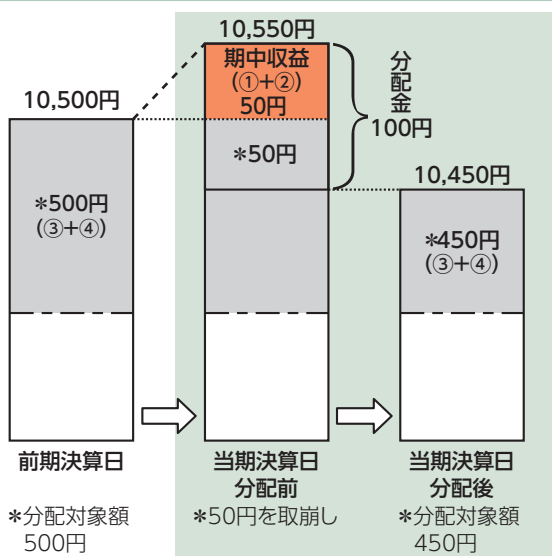 10,500円
*500円
(③+④)
前期決算日
*分配対象額
500円
10,550円
期中収益
(①+②)
50円
*50円
分配金
100円
当期決算日
分配前
*50円を取崩し
10,450円
*450円
(③+④)
当期決算日
分配後
*分配対象額
450円